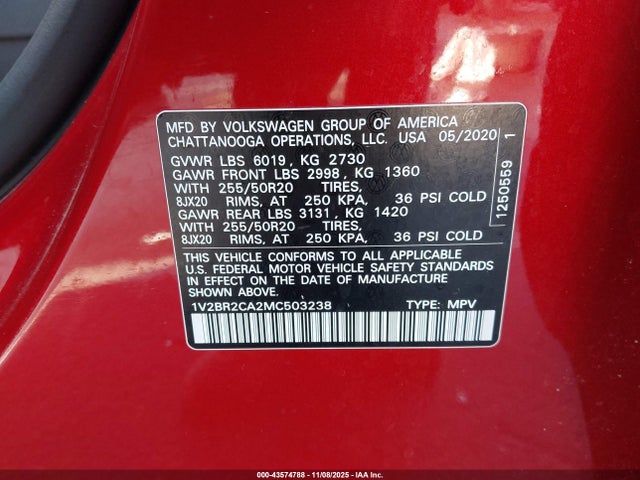 MFD BY VOLKSWAGEN GROUP OF AMERICA
CHATTANOOGA OPERATIONS, LLC. USA 05/2020
GVWR LBS 6019, KG 2730
GAWR FRONT LBS 2998, KG 1360
WITH 255/50R20 TIRES,
8JX20 RIMS, AT 250 KPA, 36 PSI COLD
GAWR REAR LBS 3131, KG 1420
WITH 255/50R20 TIRES,
8JX20 RIMS, AT 250 KPA, 36 PSI COLD
THIS VEHICLE CONFORMS TO ALL APPLICABLE
U.S. FEDERAL MOTOR VEHICLE SAFETY STANDARDS
IN EFFECT ON THE DATE OF MANUFACTURE
SHOWN ABOVE.
1V2BR2CA2MC503238 TYPE: MPV
1250559 1
000-43574788 - 11/08/2025 - IAA Inc.